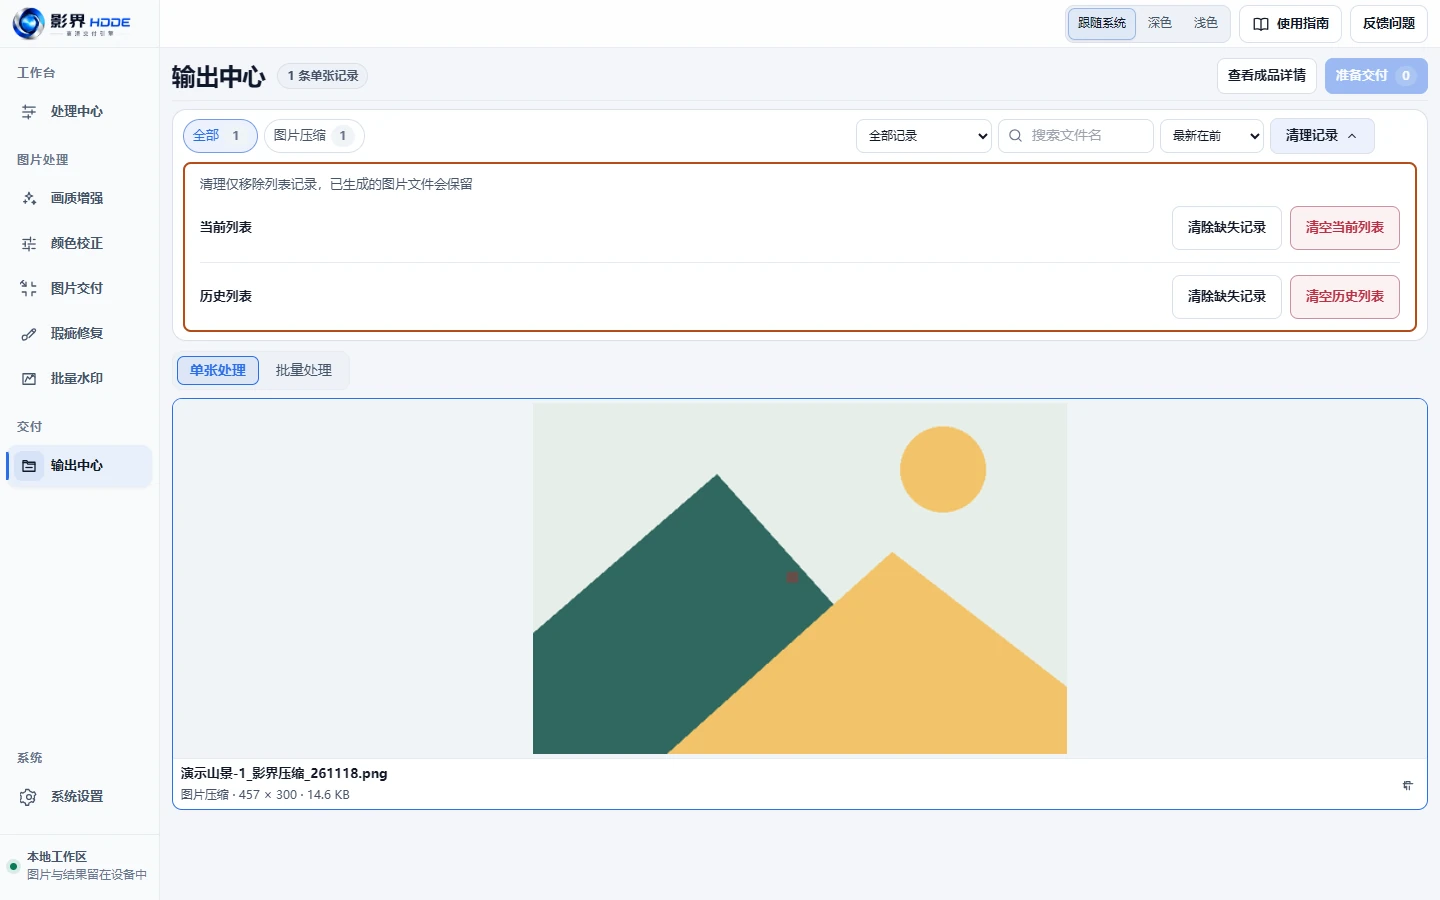 影界 HDDE
高清交付引擎
跟随系统 深色 浅色 使用指南 反馈问题
工作台
处理中心
图片处理
画质增强
颜色校正
图片交付
瑕疵修复
批量水印
交付
输出中心
系统
系统设置
本地工作区
图片与结果留在设备中
输出中心 1 条单张记录 查看成品详情 准备交付 0
全部 1 图片压缩 1 全部记录 搜索文件名 最新在前 清理记录
清理仅移除列表记录，已生成的图片文件会保留
当前列表 清除缺失记录 清空当前列表
历史列表 清除缺失记录 清空历史列表
单张处理 批量处理
演示山景-1_影界压缩_261118.png
图片压缩 · 457 × 300 · 14.6 KB